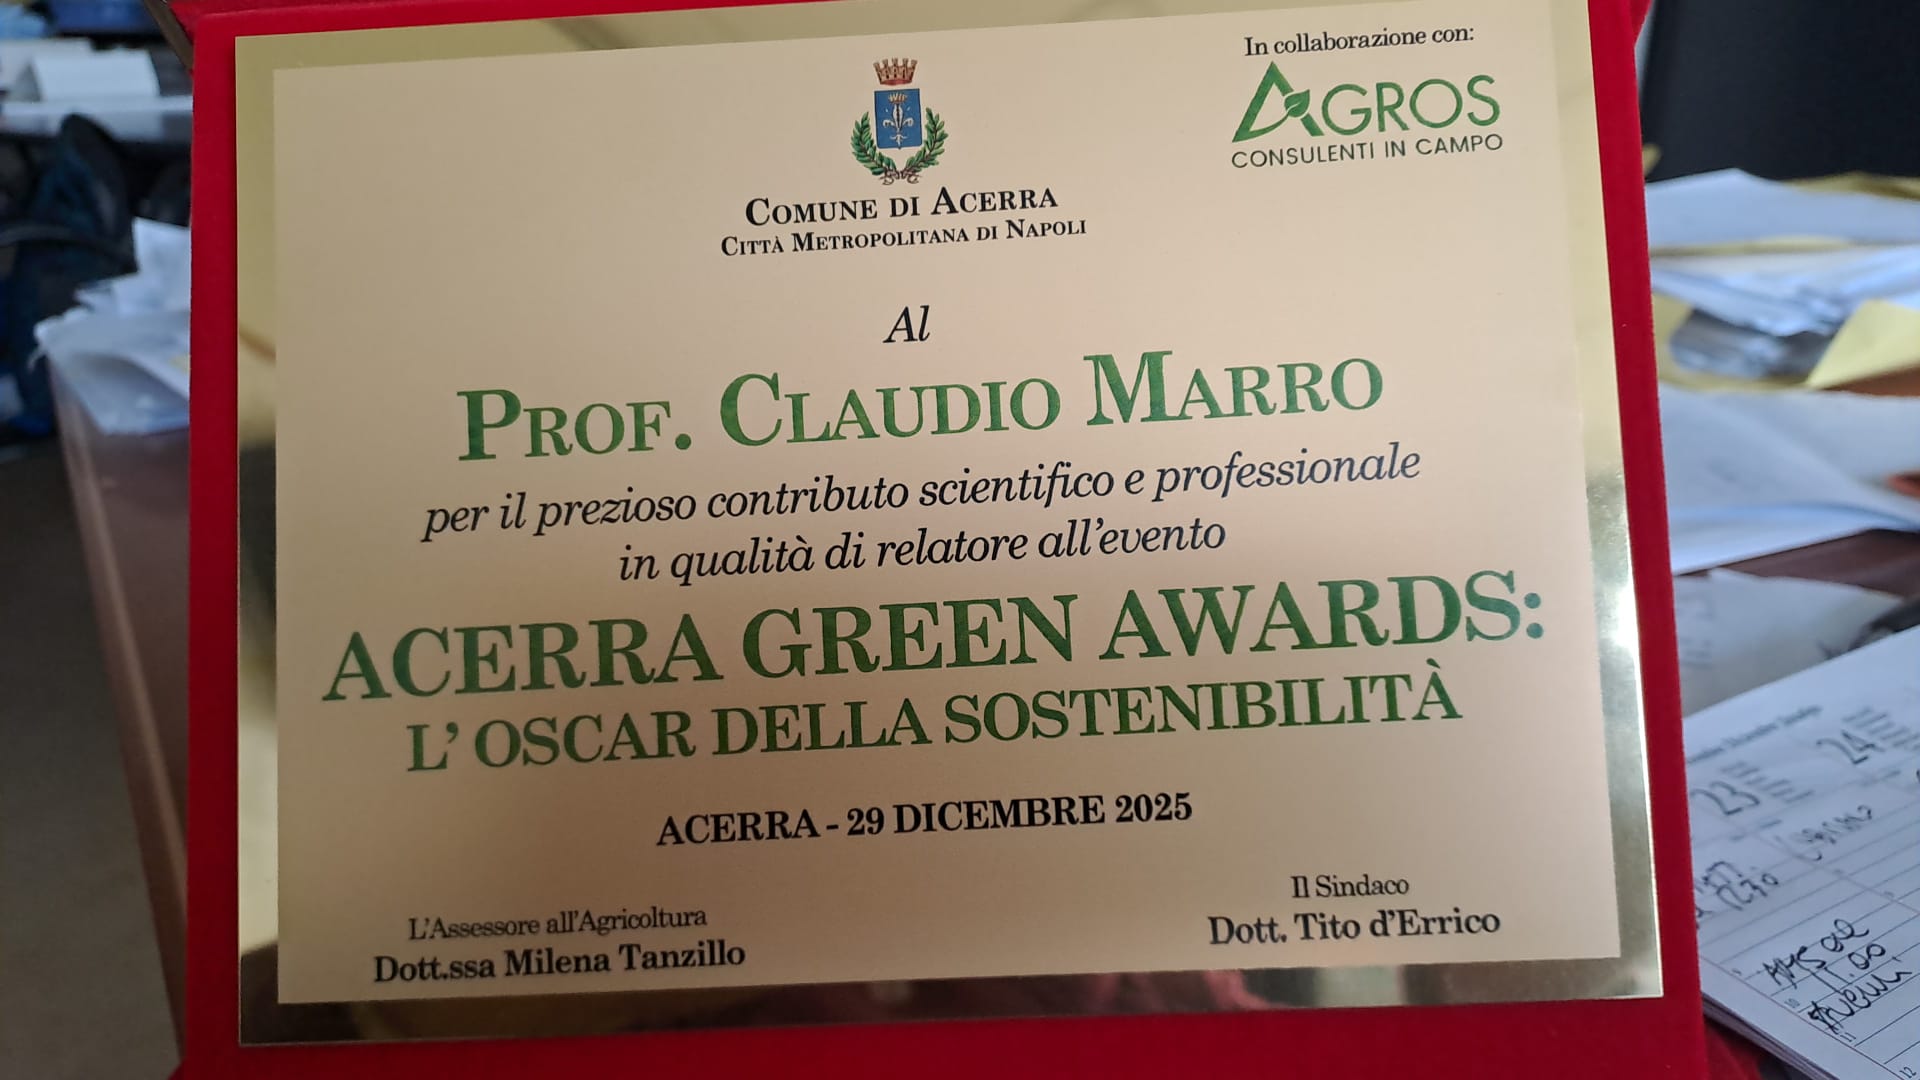 In collaborazione con:
AGROS
CONSULENTI IN CAMPO
COMUNE DI ACERRA
CITTÀ METROPOLITANA DI NAPOLI
Al
PROF. CLAUDIO MARRO
per il prezioso contributo scientifico e professionale
in qualità di relatore all'evento
ACERRA GREEN AWARDS:
L' OSCAR DELLA SOSTENIBILITÀ
ACERRA - 29 DICEMBRE 2025
L'Assessore all'Agricoltura
Dott.ssa Milena Tanzillo
Il Sindaco
Dott. Tito d'Errico
23
24